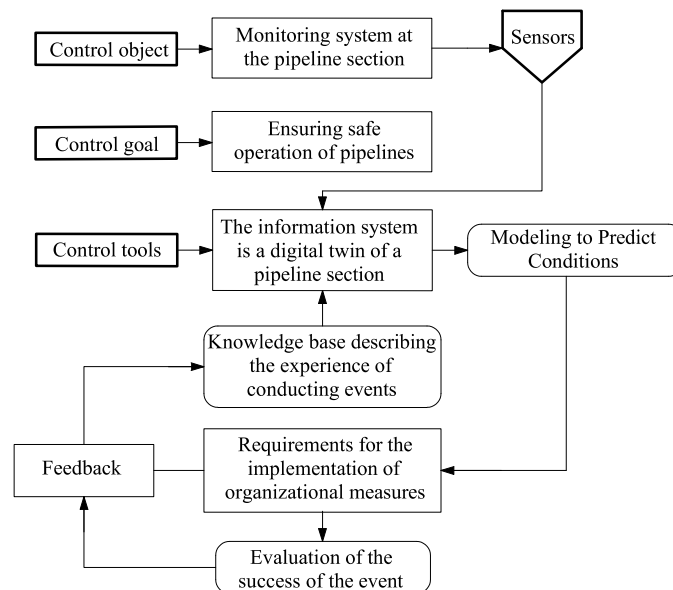 Control object
Monitoring system at
the pipeline section
Sensors
Control goal
Ensuring safe
operation of pipelines
Control tools
The information system
is a digital twin of a
pipeline section
Modeling to Predict
Conditions
Knowledge base describing
the experience of
conducting events
Feedback
Requirements for the
implementation of
organizational measures
Evaluation of the
success of the event